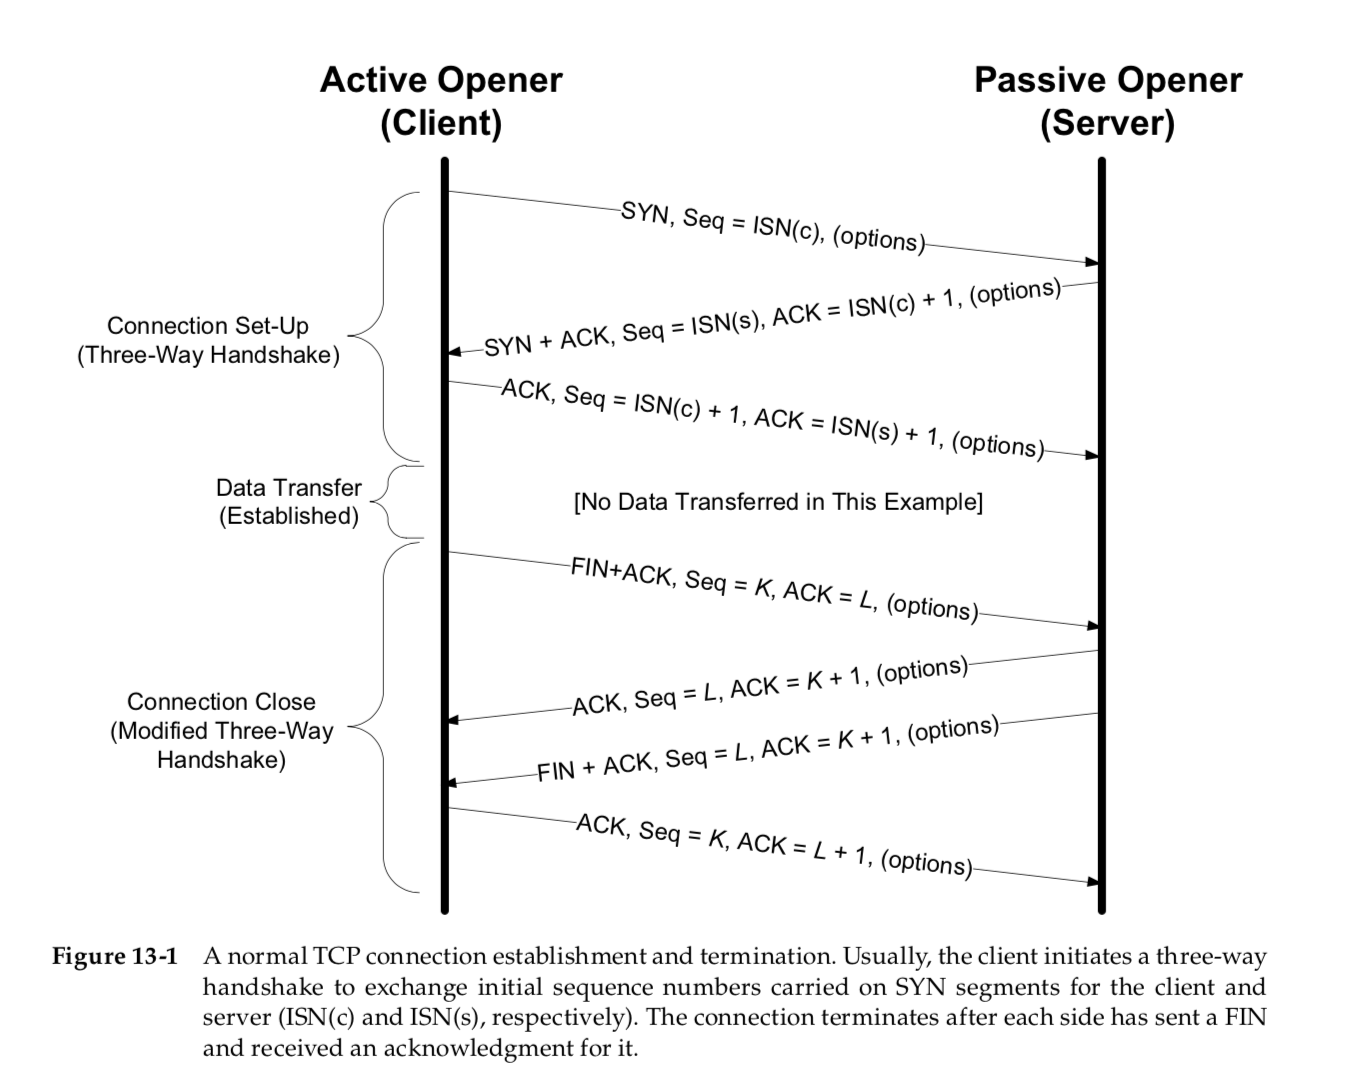 Active Opener
(Client)
Passive Opener
(Server)
SYN, Seq = ISN(c), (options)
SYN + ACK, Seq = ISN(s), ACK = ISN(c) + 1, (options)
Connection Set-Up
(Three-Way Handshake)
ACK, Seq = ISN(c) + 1, ACK = ISN(s) + 1, (options)
Data Transfer
(Established)
[No Data Transferred in This Example]
FIN+ACK, Seq = K, ACK = L, (options)
ACK, Seq = L, ACK = K + 1, (options)
Connection Close
(Modified Three-Way
Handshake)
FIN + ACK, Seq = L, ACK = K + 1, (options)
ACK, Seq = K, ACK = L + 1, (options)
Figure 13-1 A normal TCP connection establishment and termination. Usually, the client initiates a three-way
handshake to exchange initial sequence numbers carried on SYN segments for the client and
server (ISN(c) and ISN(s), respectively). The connection terminates after each side has sent a FIN
and received an acknowledgment for it.